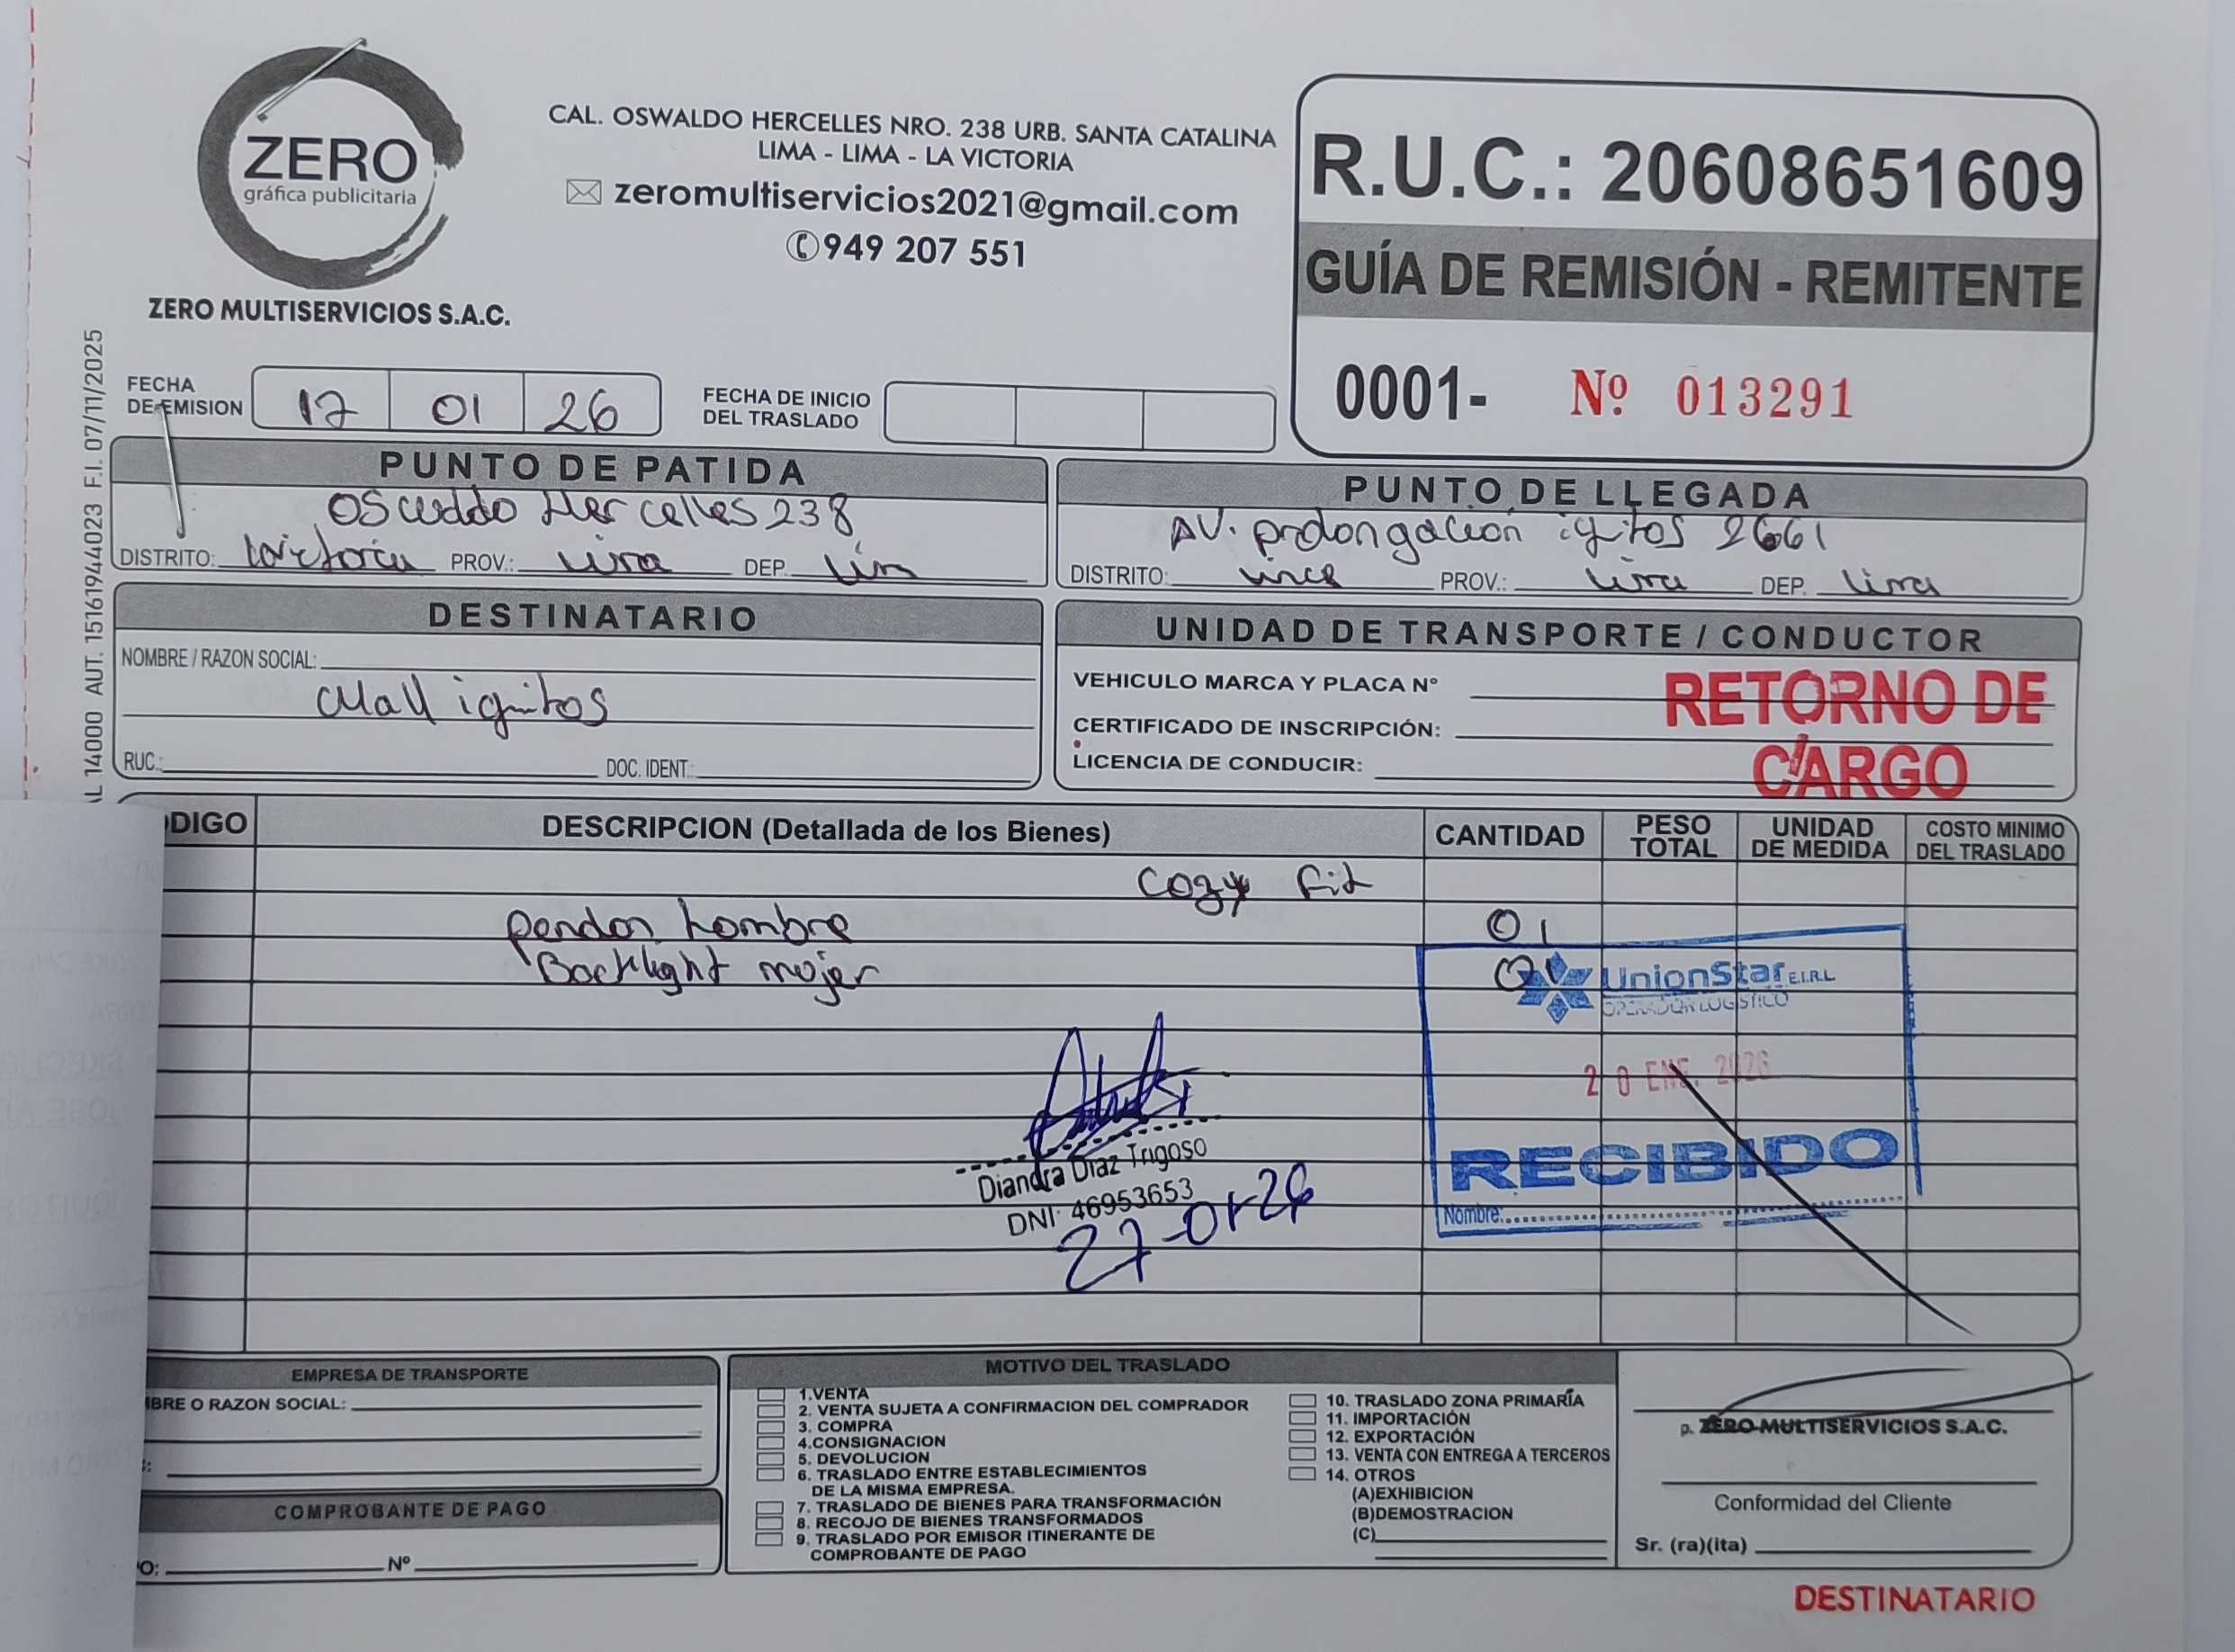 ZERO
gráfica publicitaria
ZERO MULTISERVICIOS S.A.C.
CAL. OSWALDO HERCELLES NRO. 238 URB. SANTA CATALINA
LIMA - LIMA - LA VICTORIA
zeromultiservicios2021@gmail.com
949 207 551
R.U.C.: 20608651609
GUÍA DE REMISIÓN - REMITENTE
0001- Nº 013291
AL 14000 AUT. 15161944023 F.I. 07/11/2025
FECHA DE EMISION 17 01 26
FECHA DE INICIO DEL TRASLADO
PUNTO DE PATIDA
Oswaldo Hercelles 238
DISTRITO: Victoria PROV.: Lima DEP. Lim
PUNTO DE LLEGADA
AV. prolongación iqitos 2661
DISTRITO: Lince PROV.: Lima DEP. Lima
DESTINATARIO
NOMBRE / RAZON SOCIAL:
Mall iquitos
RUC.: DOC. IDENT.
UNIDAD DE TRANSPORTE / CONDUCTOR
VEHICULO MARCA Y PLACA N°
CERTIFICADO DE INSCRIPCIÓN:
LICENCIA DE CONDUCIR:
RETORNO DE
CARGO
DIGO DESCRIPCION (Detallada de los Bienes) CANTIDAD PESO TOTAL UNIDAD DE MEDIDA COSTO MINIMO DEL TRASLADO
Cozy Fit
Pendon hombre 01
Backlight mujer 01
UnionStar E.I.R.L
OPERADOR LOGISTICO
20 ENE. 2026
RECIBIDO
Nombre:
Diandra Diaz Trigoso
DNI: 46953653
27-01-26
EMPRESA DE TRANSPORTE
BRE O RAZON SOCIAL:
COMPROBANTE DE PAGO
O: Nº
MOTIVO DEL TRASLADO
1.VENTA
2. VENTA SUJETA A CONFIRMACION DEL COMPRADOR
3. COMPRA
4.CONSIGNACION
5. DEVOLUCION
6. TRASLADO ENTRE ESTABLECIMIENTOS
DE LA MISMA EMPRESA.
7. TRASLADO DE BIENES PARA TRANSFORMACIÓN
8. RECOJO DE BIENES TRANSFORMADOS
9. TRASLADO POR EMISOR ITINERANTE DE
COMPROBANTE DE PAGO
10. TRASLADO ZONA PRIMARÍA
11. IMPORTACIÓN
12. EXPORTACIÓN
13. VENTA CON ENTREGA A TERCEROS
14. OTROS
(A)EXHIBICION
(B)DEMOSTRACION
(C)
p. ZERO MULTISERVICIOS S.A.C.
Conformidad del Cliente
Sr. (ra)(ita)
DESTINATARIO